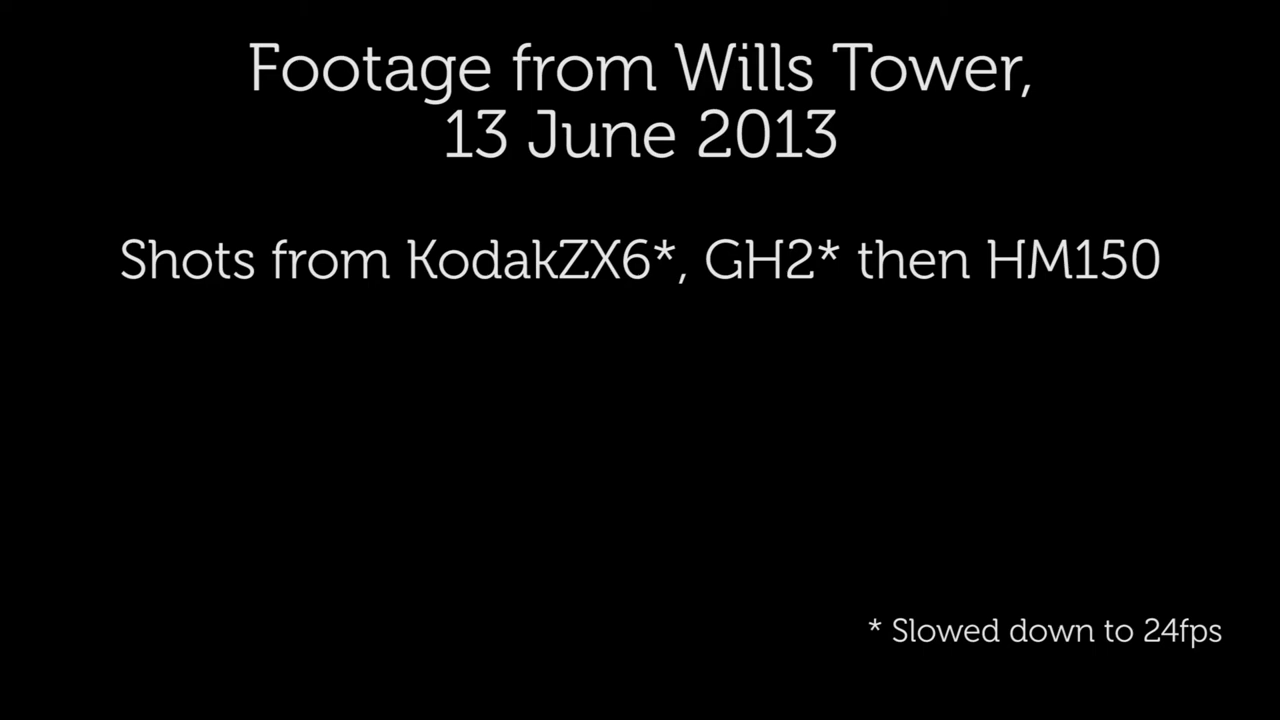 Footage from Wills Tower,
13 June 2013
Shots from KodakZX6*, GH2* then HM150
* Slowed down to 24fps